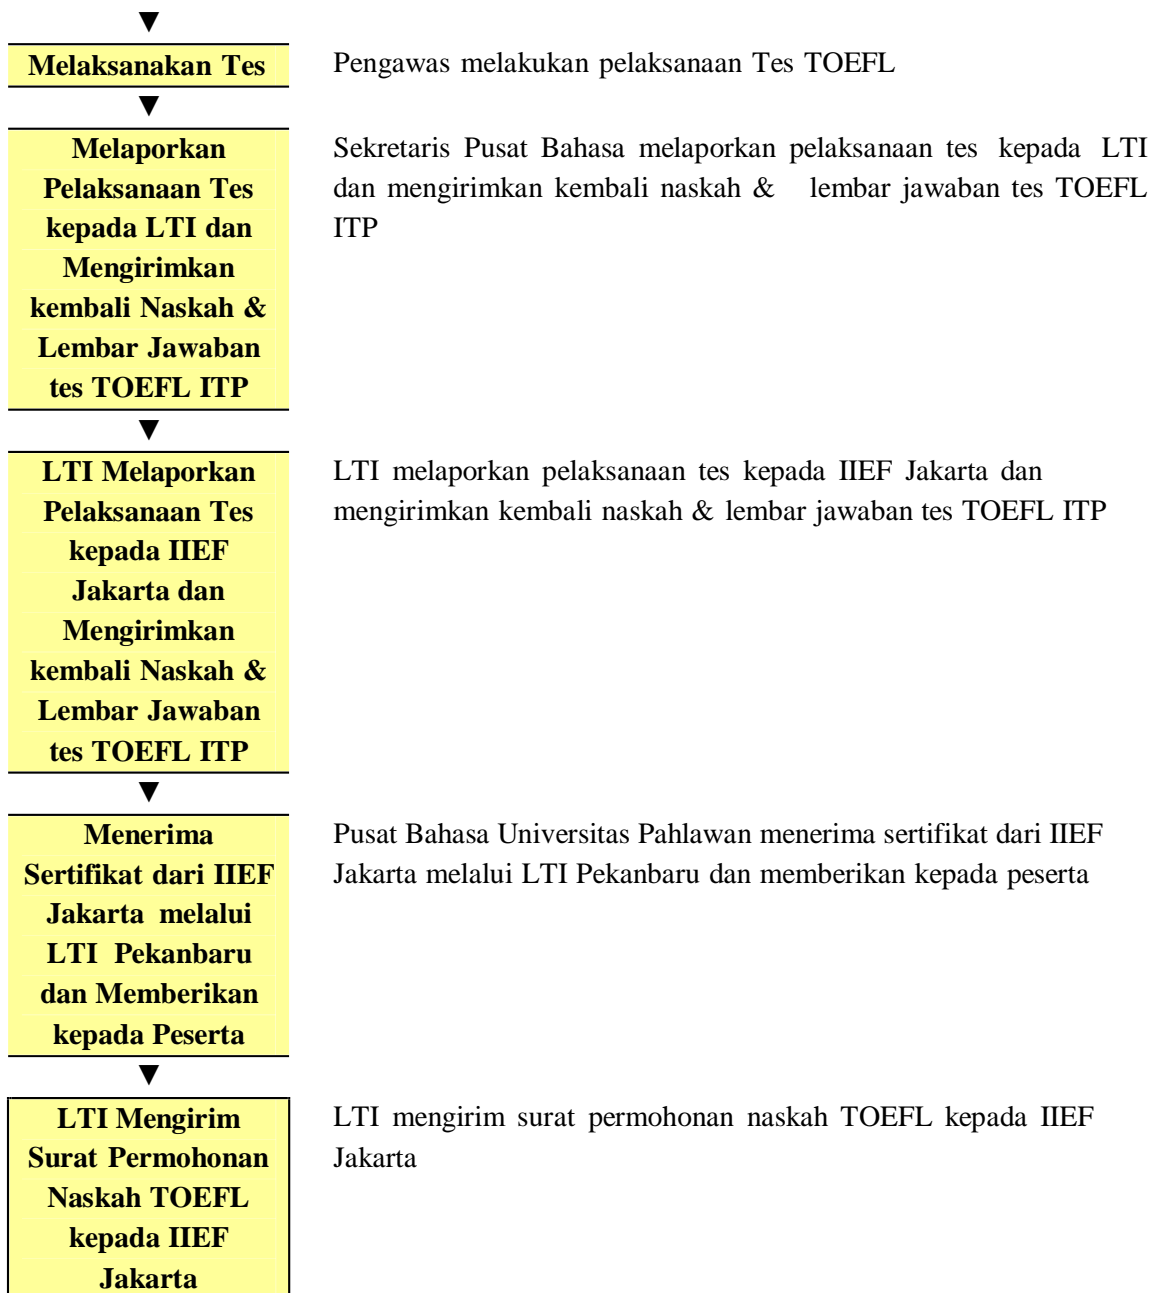 ▼
Melaksanakan Tes
Pengawas melakukan pelaksanaan Tes TOEFL
▼
Melaporkan
Pelaksanaan Tes
kepada LTI dan
Mengirimkan
kembali Naskah &
Lembar Jawaban
tes TOEFL ITP
Sekretaris Pusat Bahasa melaporkan pelaksanaan tes kepada LTI
dan mengirimkan kembali naskah & lembar jawaban tes TOEFL
ITP
▼
LTI Melaporkan
Pelaksanaan Tes
kepada IIEF
Jakarta dan
Mengirimkan
kembali Naskah &
Lembar Jawaban
tes TOEFL ITP
LTI melaporkan pelaksanaan tes kepada IIEF Jakarta dan
mengirimkan kembali naskah & lembar jawaban tes TOEFL ITP
▼
Menerima
Sertifikat dari IIEF
Jakarta melalui
LTI Pekanbaru
dan Memberikan
kepada Peserta
Pusat Bahasa Universitas Pahlawan menerima sertifikat dari IIEF
Jakarta melalui LTI Pekanbaru dan memberikan kepada peserta
▼
LTI Mengirim
Surat Permohonan
Naskah TOEFL
kepada IIEF
Jakarta
LTI mengirim surat permohonan naskah TOEFL kepada IIEF
Jakarta